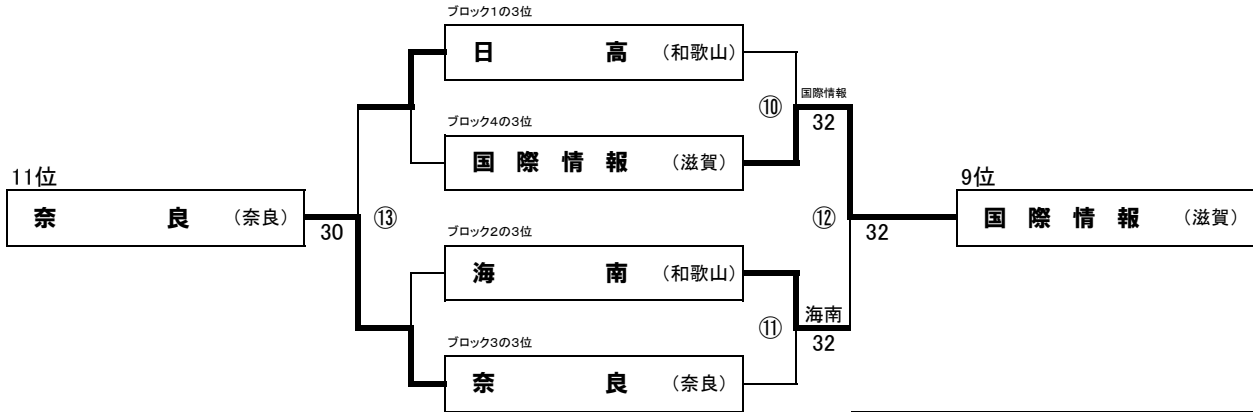 ブロック1の3位
日高 (和歌山)
⑩
国際情報
32
ブロック4の3位
国際情報 (滋賀)
11位
奈良 (奈良)
30
⑬
⑫
32
9位
国際情報 (滋賀)
ブロック2の3位
海南 (和歌山)
⑪
海南
32
ブロック3の3位
奈良 (奈良)